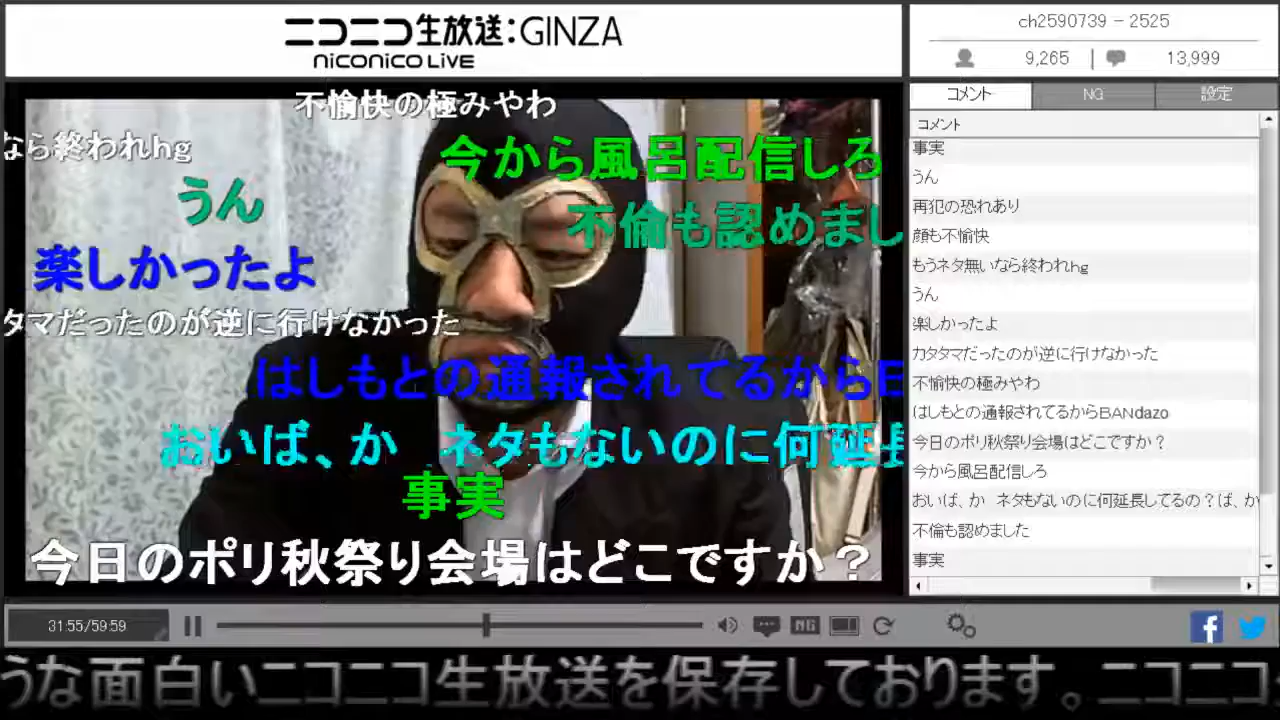 ニコニコ生放送:GINZA
niconico Live
ch2590739 - 2525
9,265 | 13,999
コメント NG 設定
コメント
事実
うん
再犯の恐れあり
顔も不愉快
もうネタ無いなら終われhg
うん
楽しかったよ
カタタマだったのが逆に行けなかった
不愉快の極みやわ
はしもとの通報されてるからBANdazo
今日のポリ秋祭り会場はどこですか？
今から風呂配信しろ
おいば、か　ネタもないのに何延長してるの？ば、か
不倫も認めました
事実
不愉快の極みやわ
なら終われhg
今から風呂配信しろ
うん
不倫も認めまし
楽しかったよ
タマだったのが逆に行けなかった
はしもとの通報されてるからB
おいば、か　ネタもないのに何延長
事実
今日のポリ秋祭り会場はどこですか？
31:55/59:59
NG
うな面白いニコニコ生放送を保存しております。ニコニコ